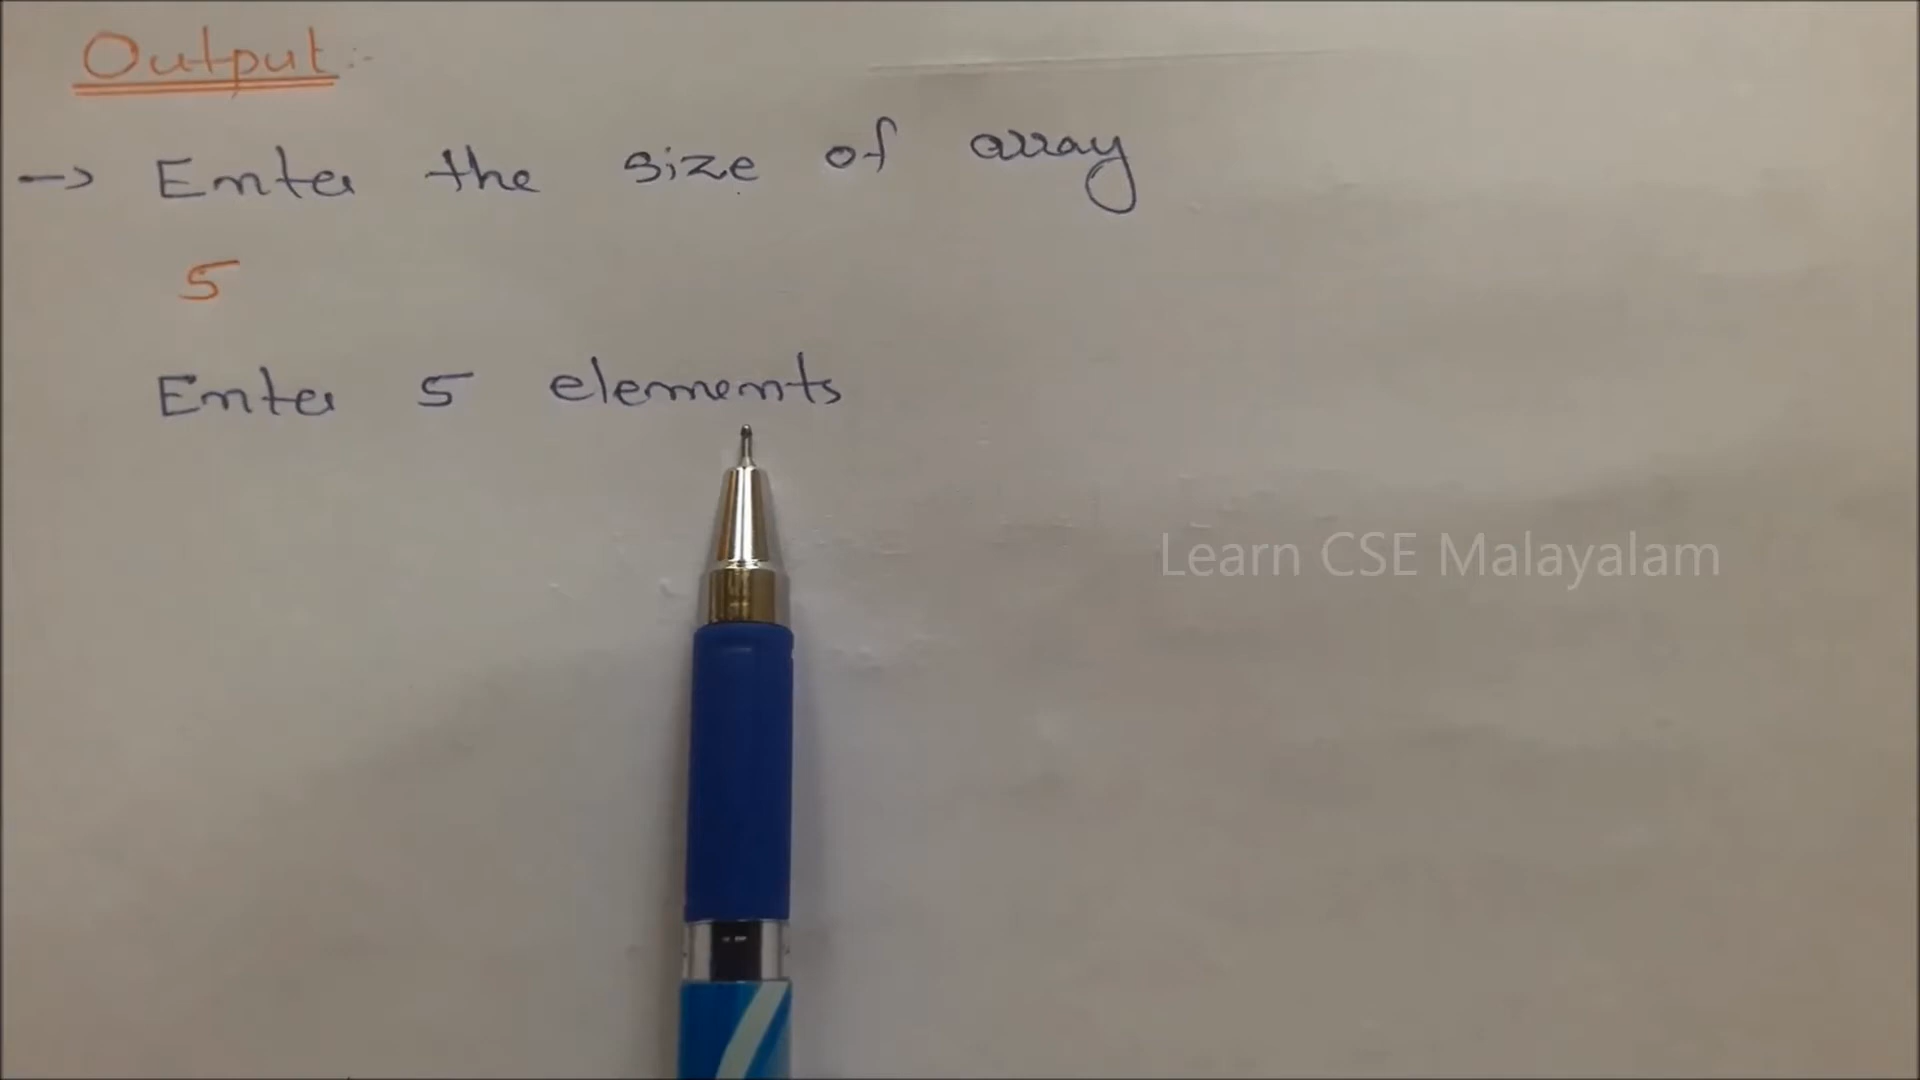 Output:-
→ Enter the size of array
5
Enter 5 elements
Learn CSE Malayalam